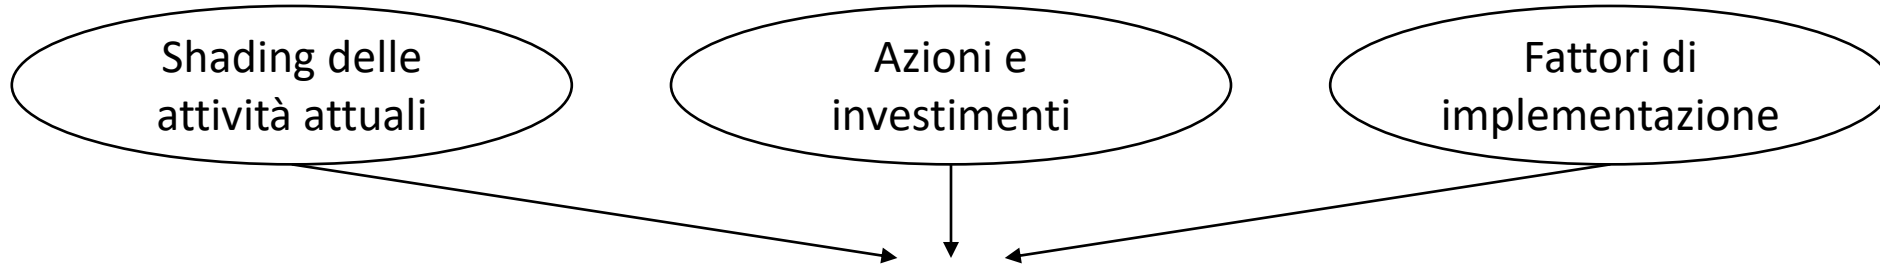 Shading delle
attività attuali
Azioni e
investimenti
Fattori di
implementazione